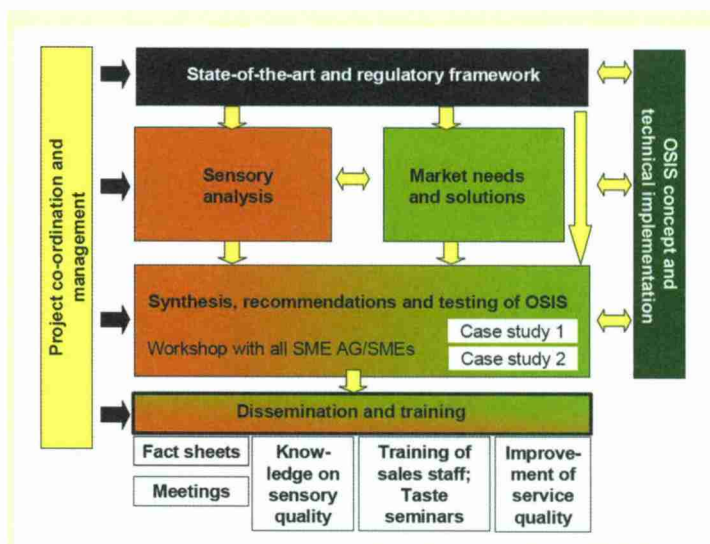 Project co-ordination and
management
State-of-the-art and regulatory framework
OSIS concept and
technical implementation
Sensory
analysis
Market needs
and solutions
Synthesis, recommendations and testing of OSIS
Workshop with all SME AG/SMEs
Case study 1
Case study 2
Dissemination and training
Fact sheets
Meetings
Know-
ledge on
sensory
quality
Training of
sales staff;
Taste
seminars
Improve-
ment of
service
quality